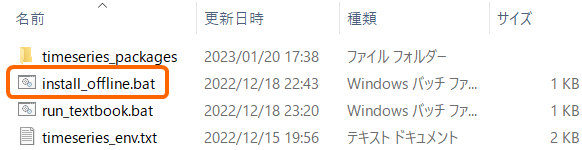 名前 更新日時 種類 サイズ
timeseries_packages 2023/01/20 17:38 ファイル フォルダー
install_offline.bat 2022/12/18 22:43 Windows バッチ ファ... 1 KB
run_textbook.bat 2022/12/18 23:20 Windows バッチ ファ... 1 KB
timeseries_env.txt 2022/12/15 19:56 テキスト ドキュメント 2 KB